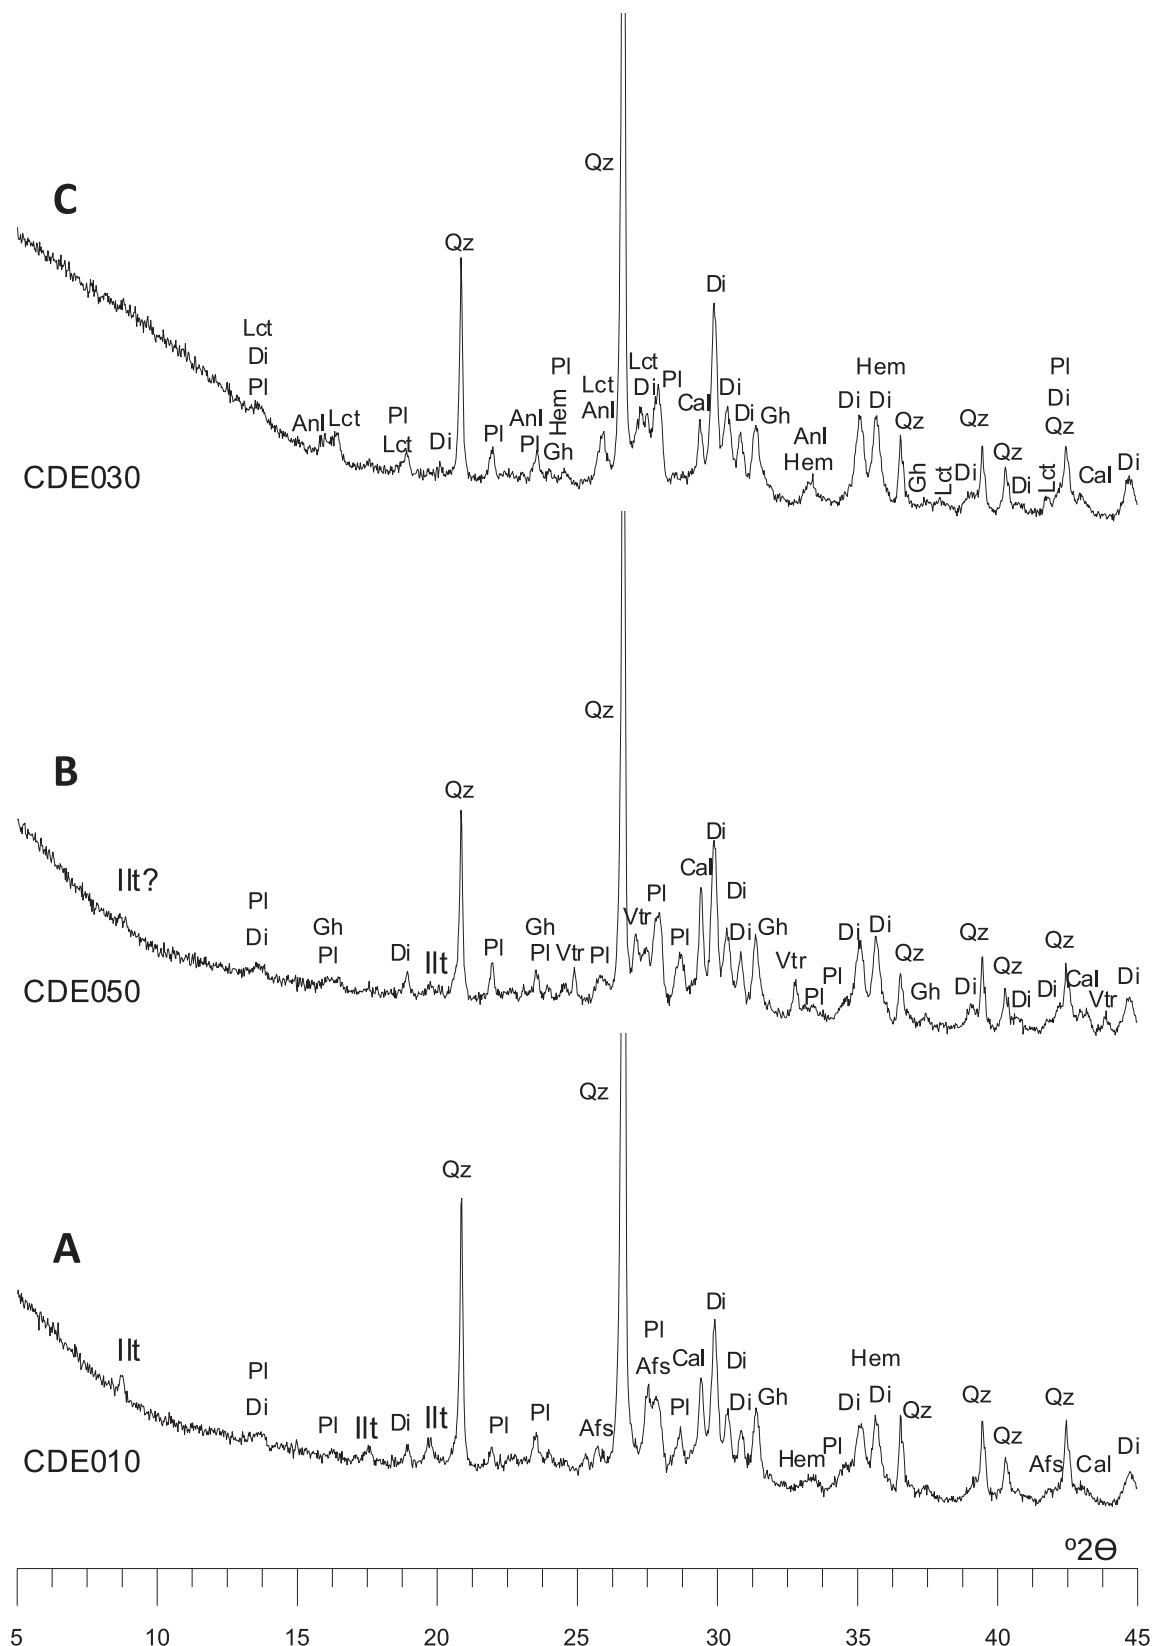 Qz
C
Qz
Di
Lct
Di
Pl
Anl
Lct
Pl
Lct
Di
Pl
Anl
Pl
Pl
Hem
Gh
Lct
Anl
Lct
Di
Pl
Cal
Di
Di
Gh
Anl
Hem
Hem
Di
Di
Qz
Gh
Lct
Qz
Di
Qz
Di
Lct
Pl
Di
Qz
Cal
Di
CDE030
Qz
B
Qz
Di
Ilt?
Pl
Di
Gh
Pl
Di
Ilt
Pl
Gh
Pl
Vtr
Pl
Vtr
Pl
Pl
Cal
Di
Di
Gh
Vtr
Pl
Pl
Di
Di
Qz
Gh
Qz
Di
Qz
Di
Di
Qz
Cal
Vtr
Di
CDE050
Qz
Qz
A
Di
Ilt
Pl
Di
Pl
Ilt
Di
Ilt
Pl
Pl
Afs
Pl
Afs
Cal
Pl
Di
Di
Gh
Hem
Pl
Hem
Di
Di
Qz
Qz
Qz
Afs
Qz
Cal
Di
CDE010
º2Θ
5 10 15 20 25 30 35 40 45